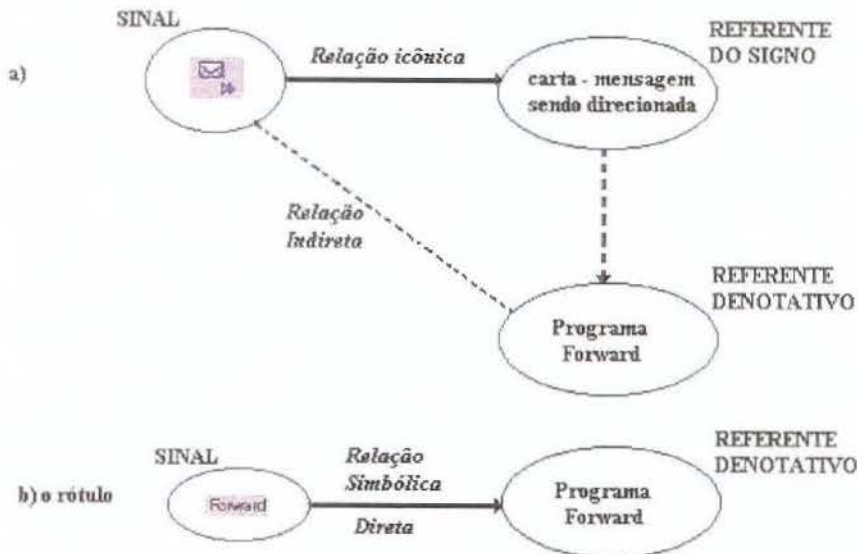 SINAL
a)
Relação icônica
REFERENTE
DO SIGNO
carta - mensagem
sendo direcionada
Relação
Indireta
REFERENTE
DENOTATIVO
Programa
Forward
b) o rótulo
SINAL
Forward
Relação
Simbólica
Direta
REFERENTE
DENOTATIVO
Programa
Forward